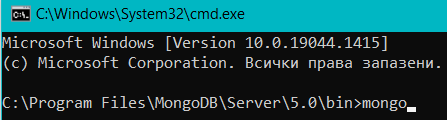 C:\Windows\System32\cmd.exe
Microsoft Windows [Version 10.0.19044.1415]
(c) Microsoft Corporation. Всички права запазени.
C:\Program Files\MongoDB\Server\5.0\bin>mongo